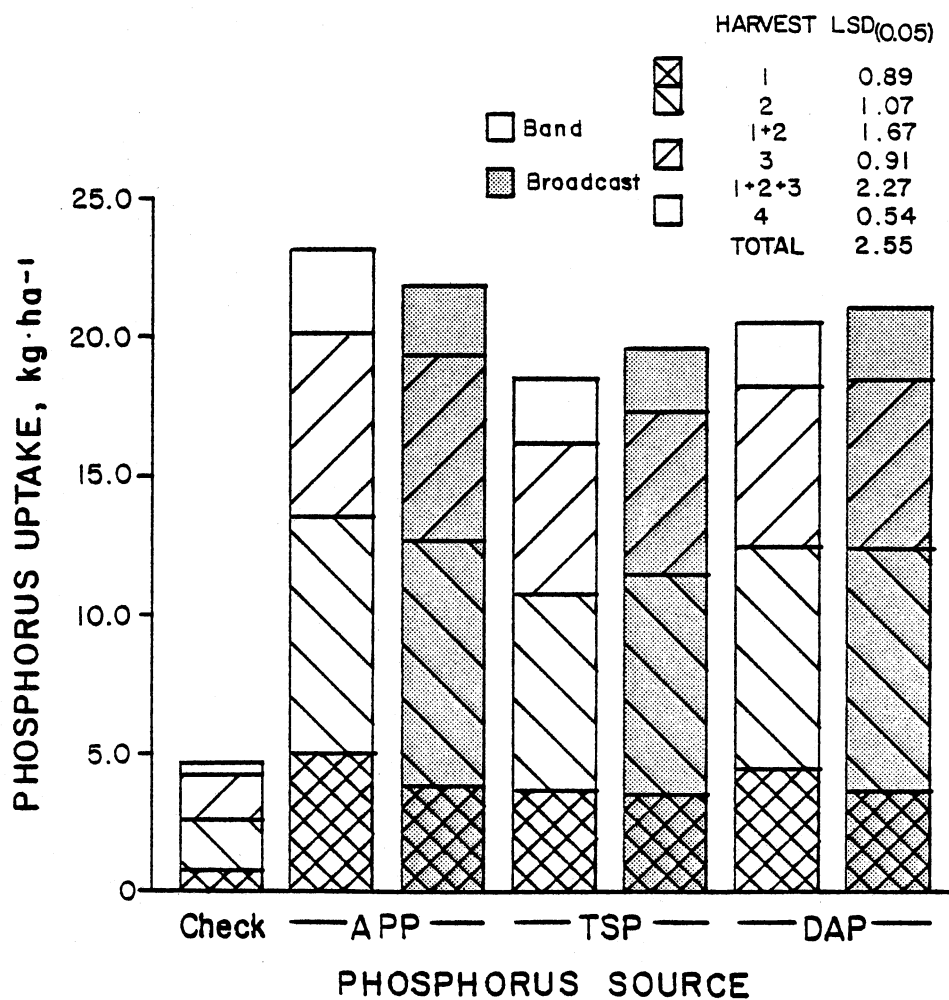 HARVEST LSD(0.05)
1 0.89
2 1.07
1+2 1.67
3 0.91
1+2+3 2.27
4 0.54
TOTAL 2.55
Band
Broadcast
PHOSPHORUS UPTAKE, kg·ha⁻¹
25.0
20.0
15.0
10.0
5.0
0
Check APP TSP DAP
PHOSPHORUS SOURCE